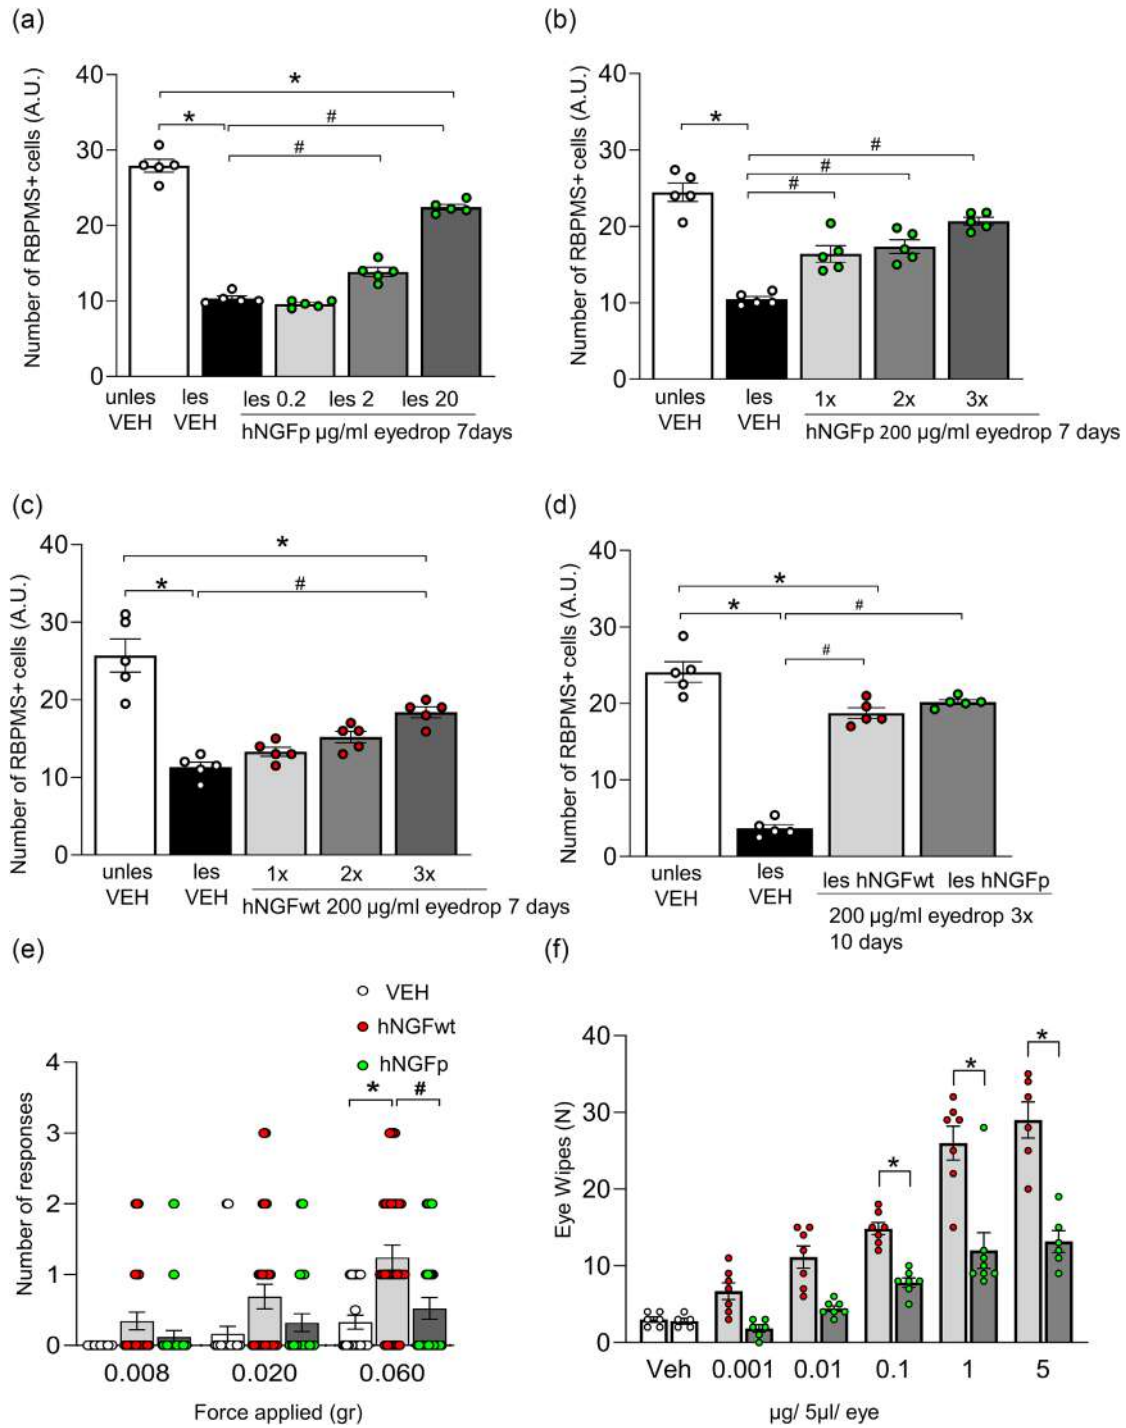 (a)
Number of RBPMS+ cells (A.U.)
40
30
20
10
0
*
*
#
#
unles VEH
les VEH
les 0.2 les 2 les 20
hNGFp µg/ml eyedrop 7days
(b)
Number of RBPMS+ cells (A.U.)
40
30
20
10
0
*
#
#
#
unles VEH
les VEH
1x 2x 3x
hNGFp 200 µg/ml eyedrop 7 days
(c)
Number of RBPMS+ cells (A.U.)
40
30
20
10
0
*
*
#
unles VEH
les VEH
1x 2x 3x
hNGFwt 200 µg/ml eyedrop 7 days
(d)
Number of RBPMS+ cells (A.U.)
40
30
20
10
0
*
*
#
#
unles VEH
les VEH
les hNGFwt les hNGFp
200 µg/ml eyedrop 3x
10 days
(e)
VEH
hNGFwt
hNGFp
Number of responses
4
3
2
1
0
* #
0.008 0.020 0.060
Force applied (gr)
(f)
Eye Wipes (N)
40
30
20
10
0
*
*
*
Veh 0.001 0.01 0.1 1 5
µg/ 5µl/ eye